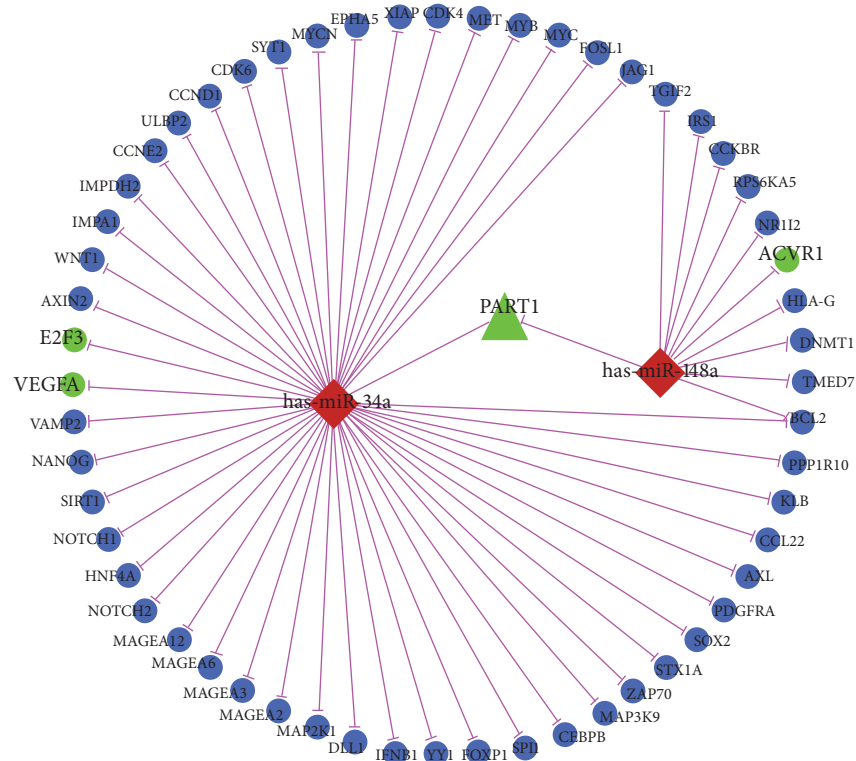 XIAP
CDK4
EPHA5
MET
MYB
MYCN
MYC
SYT1
FOSL1
CDK6
JAG1
CCND1
TGIF2
ULBP2
IRS1
CCNE2
CCKBR
IMPDH2
RPS6KA5
IMPA1
NR1I2
WNT1
ACVR1
AXIN2
HLA-G
PART1
E2F3
DNMT1
has-miR-148a
VEGFA
TMED7
has-miR-34a
VAMP2
BCL2
NANOG
PPP1R10
SIRT1
KLB
NOTCH1
CCL22
HNF4A
AXL
NOTCH2
PDGFRA
MAGEA12
SOX2
MAGEA6
STX1A
MAGEA3
ZAP70
MAGEA2
MAP3K9
MAP2K1
CEBPB
DLL1
IFNB1
YY1
FOXP1
SPI1